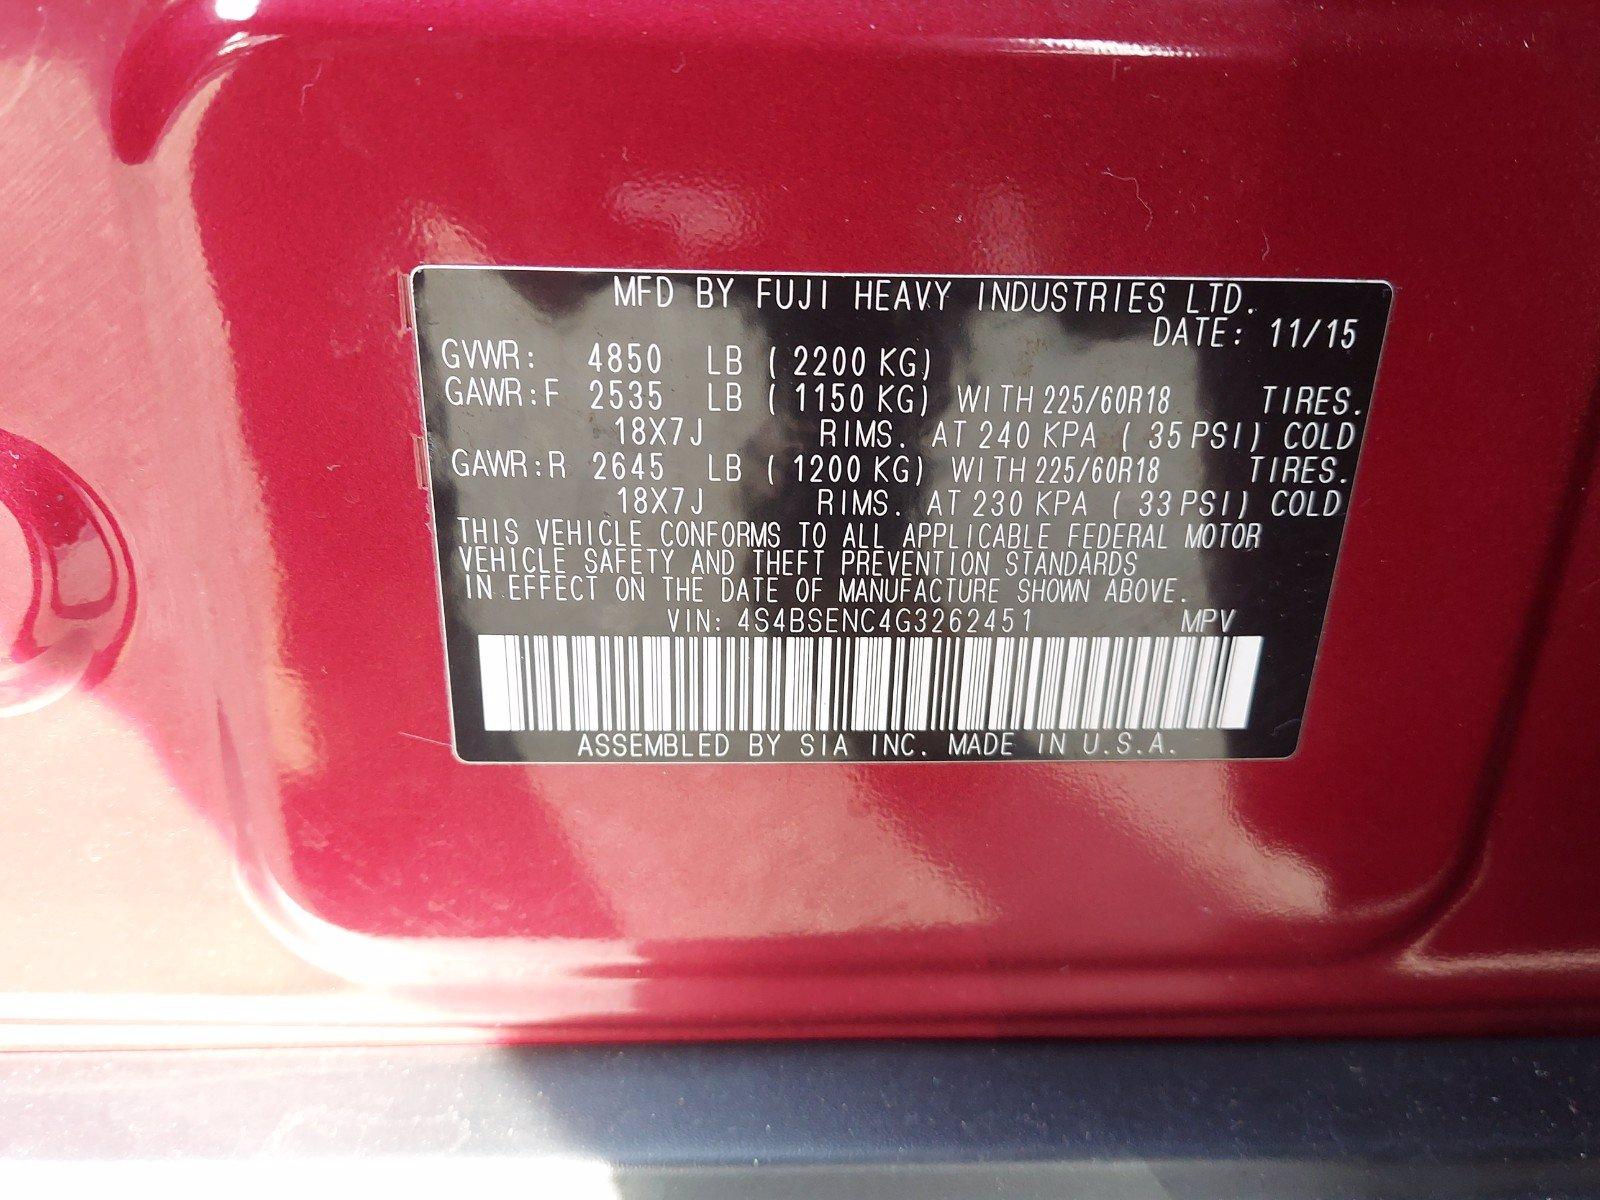 MFD BY FUJI HEAVY INDUSTRIES LTD.
DATE: 11/15
GVWR: 4850 LB ( 2200 KG)
GAWR:F 2535 LB ( 1150 KG) WITH 225/60R18 TIRES.
18X7J RIMS. AT 240 KPA ( 35 PSI) COLD
GAWR:R 2645 LB ( 1200 KG) WITH 225/60R18 TIRES.
18X7J RIMS. AT 230 KPA ( 33 PSI) COLD
THIS VEHICLE CONFORMS TO ALL APPLICABLE FEDERAL MOTOR
VEHICLE SAFETY AND THEFT PREVENTION STANDARDS
IN EFFECT ON THE DATE OF MANUFACTURE SHOWN ABOVE.
VIN: 4S4BSENC4G3262451 MPV
ASSEMBLED BY SIA INC. MADE IN U.S.A.